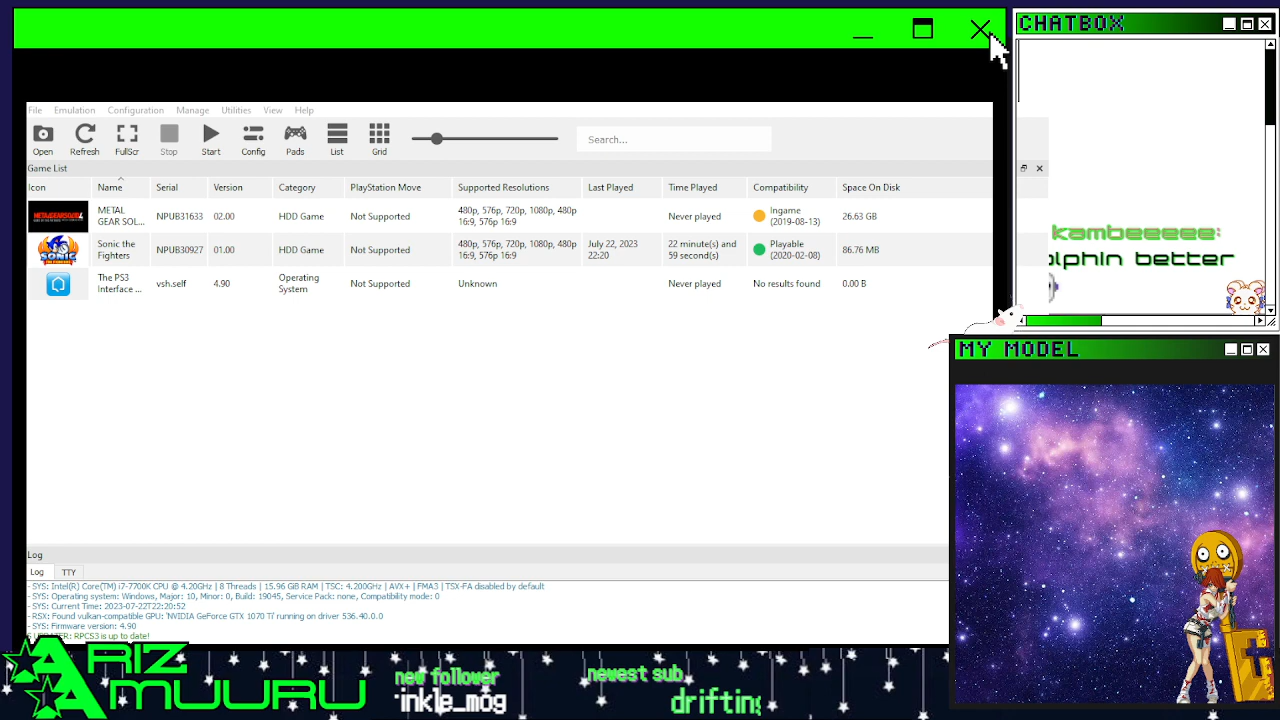 CHATBOX
File Emulation Configuration Manage Utilities View Help
Open Refresh FullScr Stop Start Config Pads List Grid Search...
Game List
Icon Name Serial Version Category PlayStation Move Supported Resolutions Last Played Time Played Compatibility Space On Disk
METAL GEAR SOL... NPUB31633 02.00 HDD Game Not Supported 480p, 576p, 720p, 1080p, 480p 16:9, 576p 16:9 Never played Ingame (2019-08-13) 26.63 GB
Sonic the Fighters NPUB30927 01.00 HDD Game Not Supported 480p, 576p, 720p, 1080p, 480p 16:9, 576p 16:9 July 22, 2023 22:20 22 minute(s) and 59 second(s) Playable (2020-02-08) 86.76 MB
The PS3 Interface ... vsh.self 4.90 Operating System Not Supported Unknown Never played No results found 0.00 B
kambeeeee:
olphin better
MY MODEL
Log
Log TTY
- SYS: Intel(R) Core(TM) i7-7700K CPU @ 4.20GHz | 8 Threads | 15.96 GiB RAM | TSC: 4.200GHz | AVX+ | FMA3 | TSX-FA disabled by default
- SYS: Operating system: Windows, Major: 10, Minor: 0, Build: 19045, Service Pack: none, Compatibility mode: 0
- SYS: Current Time: 2023-07-22T22:20:52
- RSX: Found vulkan-compatible GPU: 'NVIDIA GeForce GTX 1070 Ti' running on driver 536.40.0.0
- SYS: Firmware version: 4.90
RPCS3 is up to date!
ARIZ
AMUURU
new follower
inkle_mog
newest sub
drifting